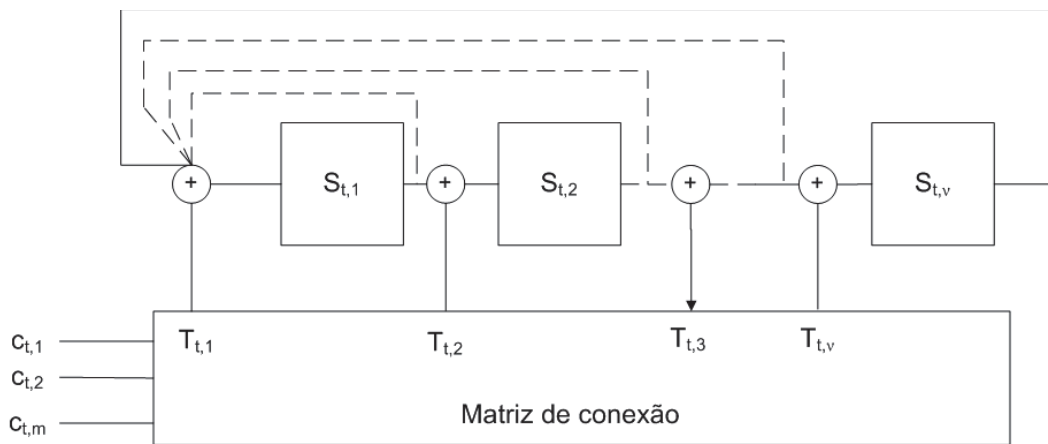 + S_{t,1} + S_{t,2} + + S_{t,ν}
c_{t,1} T_{t,1} T_{t,2} T_{t,3} T_{t,ν}
c_{t,2}
c_{t,m} Matriz de conexão